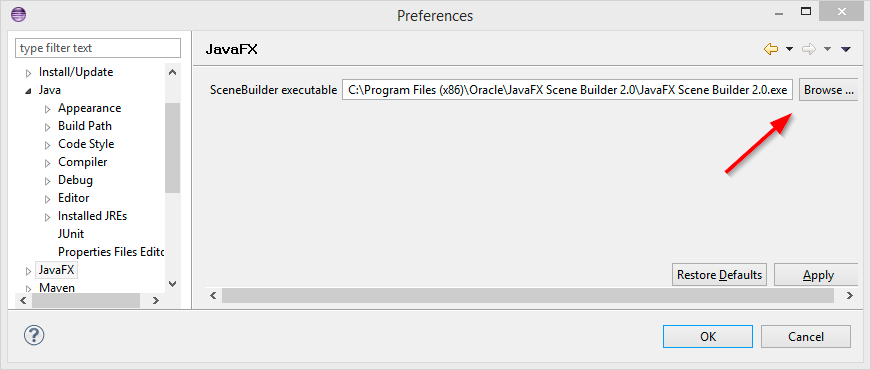 Preferences
type filter text
Install/Update
Java
Appearance
Build Path
Code Style
Compiler
Debug
Editor
Installed JREs
JUnit
Properties Files Edito
JavaFX
Maven
JavaFX
SceneBuilder executable
C:\Program Files (x86)\Oracle\JavaFX Scene Builder 2.0\JavaFX Scene Builder 2.0.exe
Browse ...
Restore Defaults
Apply
?
OK
Cancel